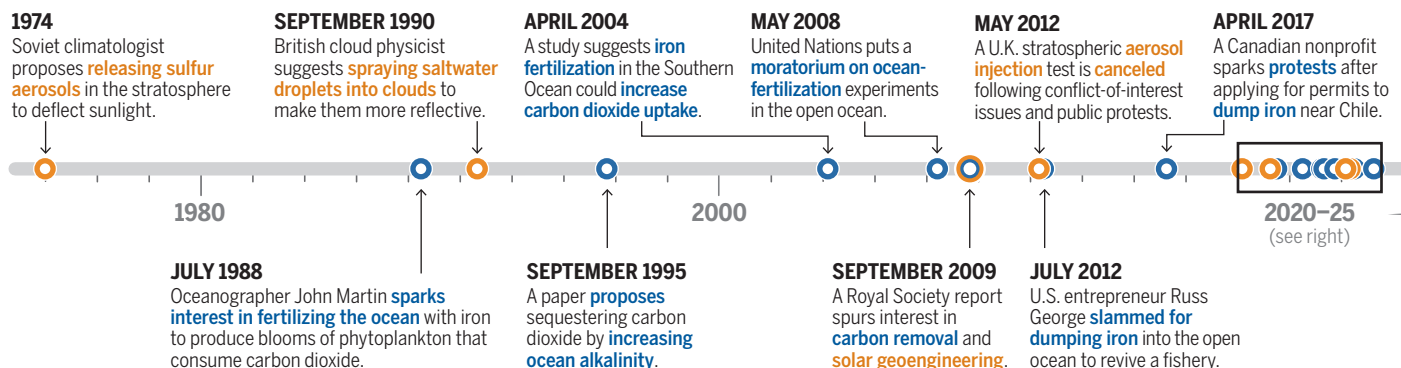 1974
Soviet climatologist
proposes releasing sulfur
aerosols in the stratosphere
to deflect sunlight.
SEPTEMBER 1990
British cloud physicist
suggests spraying saltwater
droplets into clouds to
make them more reflective.
APRIL 2004
A study suggests iron
fertilization in the Southern
Ocean could increase
carbon dioxide uptake.
MAY 2008
United Nations puts a
moratorium on ocean-
fertilization experiments
in the open ocean.
MAY 2012
A U.K. stratospheric aerosol
injection test is canceled
following conflict-of-interest
issues and public protests.
APRIL 2017
A Canadian nonprofit
sparks protests after
applying for permits to
dump iron near Chile.
1980
2000
2020–25
(see right)
JULY 1988
Oceanographer John Martin sparks
interest in fertilizing the ocean with iron
to produce blooms of phytoplankton that
consume carbon dioxide.
SEPTEMBER 1995
A paper proposes
sequestering carbon
dioxide by increasing
ocean alkalinity.
SEPTEMBER 2009
A Royal Society report
spurs interest in
carbon removal and
solar geoengineering.
JULY 2012
U.S. entrepreneur Russ
George slammed for
dumping iron into the open
ocean to revive a fishery.